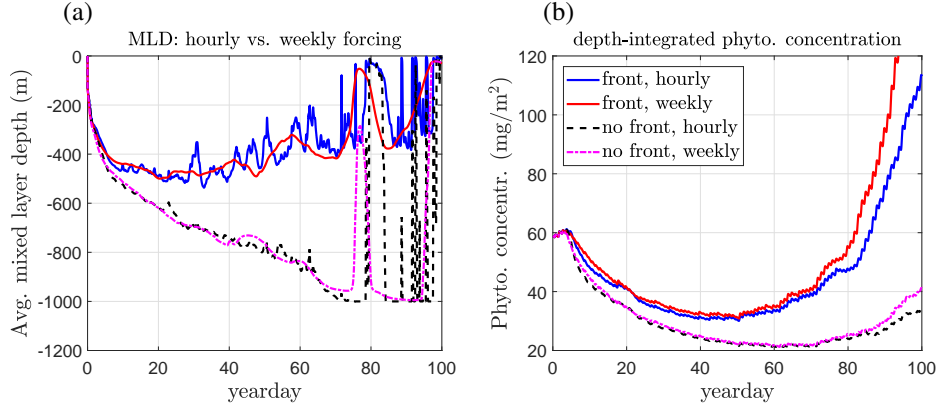 (a)
MLD: hourly vs. weekly forcing
Avg. mixed layer depth (m)
0
-200
-400
-600
-800
-1000
-1200
0 20 40 60 80 100
yearday
(b)
depth-integrated phyto. concentration
Phyto. concentr. (mg/m²)
120
100
80
60
40
20
front, hourly
front, weekly
no front, hourly
no front, weekly
0 20 40 60 80 100
yearday